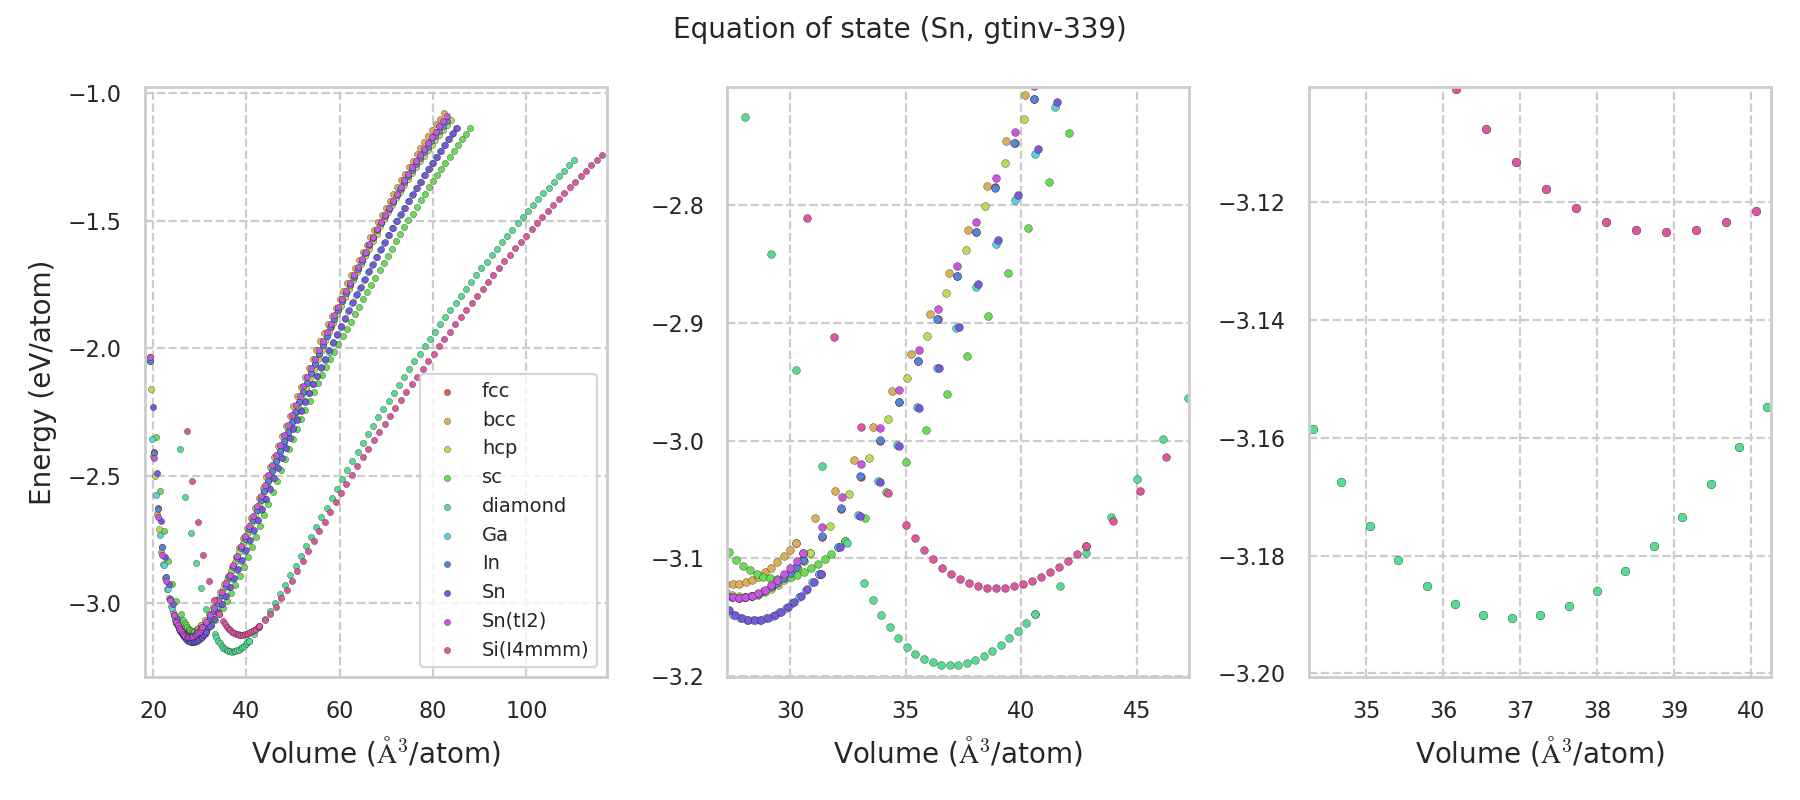 Equation of state (Sn, gtinv-339)
Energy (eV/atom)
−1.0
−1.5
−2.0
−2.5
−3.0
20 40 60 80 100
Volume (Å³/atom)
fcc
bcc
hcp
sc
diamond
Ga
In
Sn
Sn(tI2)
Si(I4mmm)
−2.8
−2.9
−3.0
−3.1
−3.2
30 35 40 45
Volume (Å³/atom)
−3.12
−3.14
−3.16
−3.18
−3.20
35 36 37 38 39 40
Volume (Å³/atom)